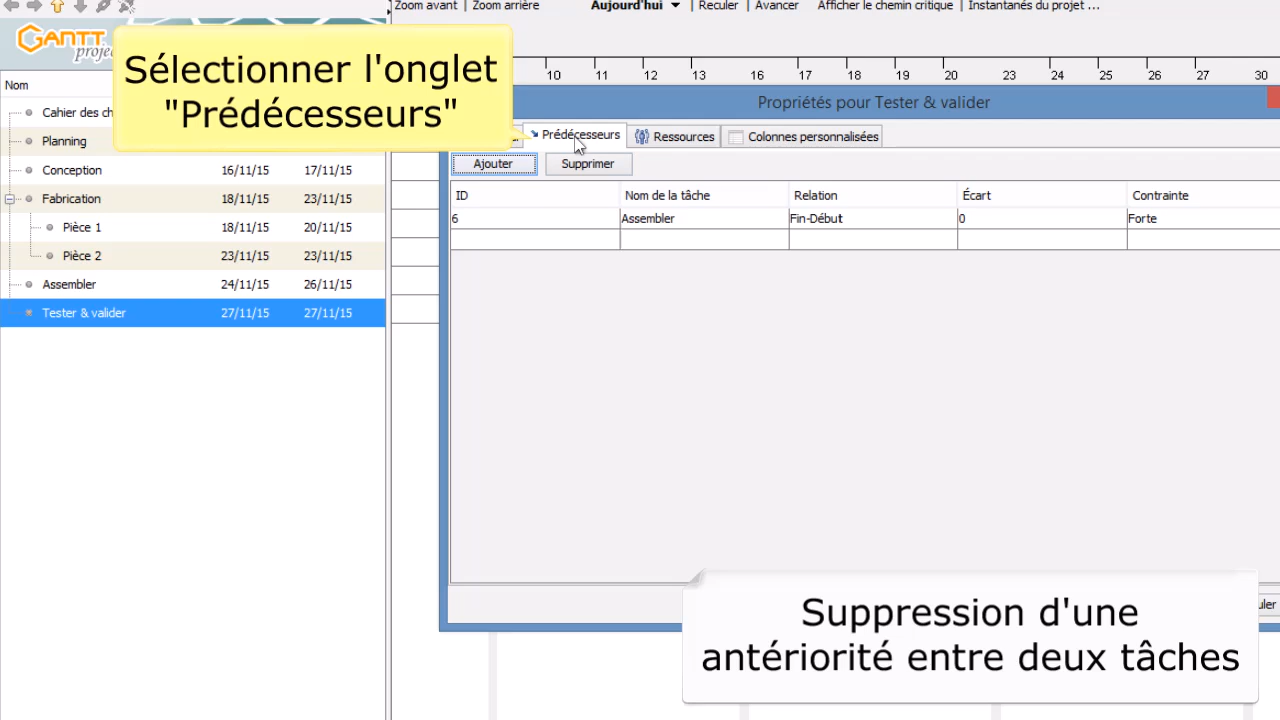 Zoom avant | Zoom arrière Aujourd'hui | Reculer | Avancer Afficher le chemin critique | Instantanés du projet ...
GANTT
project
Sélectionner l'onglet
"Prédécesseurs"
10 11 12 13 16 17 18 19 20 23 24 25 26 27 30
Propriétés pour Tester & valider
Prédécesseurs Ressources Colonnes personnalisées
Ajouter Supprimer
ID Nom de la tâche Relation Écart Contrainte
6 Assembler Fin-Début 0 Forte
Nom
Cahier des ch
Planning
Conception 16/11/15 17/11/15
Fabrication 18/11/15 23/11/15
Pièce 1 18/11/15 20/11/15
Pièce 2 23/11/15 23/11/15
Assembler 24/11/15 26/11/15
Tester & valider 27/11/15 27/11/15
uler
Suppression d'une
antériorité entre deux tâches